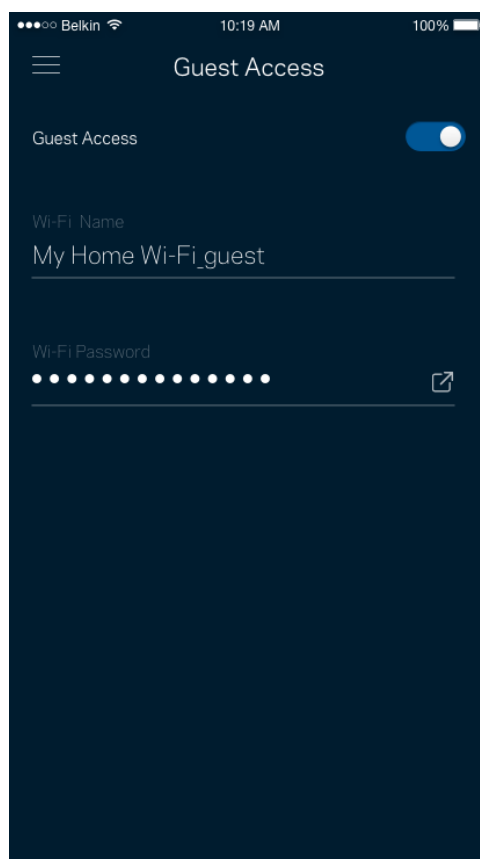 ●●●○○ Belkin 10:19 AM 100%
Guest Access
Guest Access
Wi-Fi Name
My Home Wi-Fi_guest
Wi-Fi Password
●●●●●●●●●●●●●●